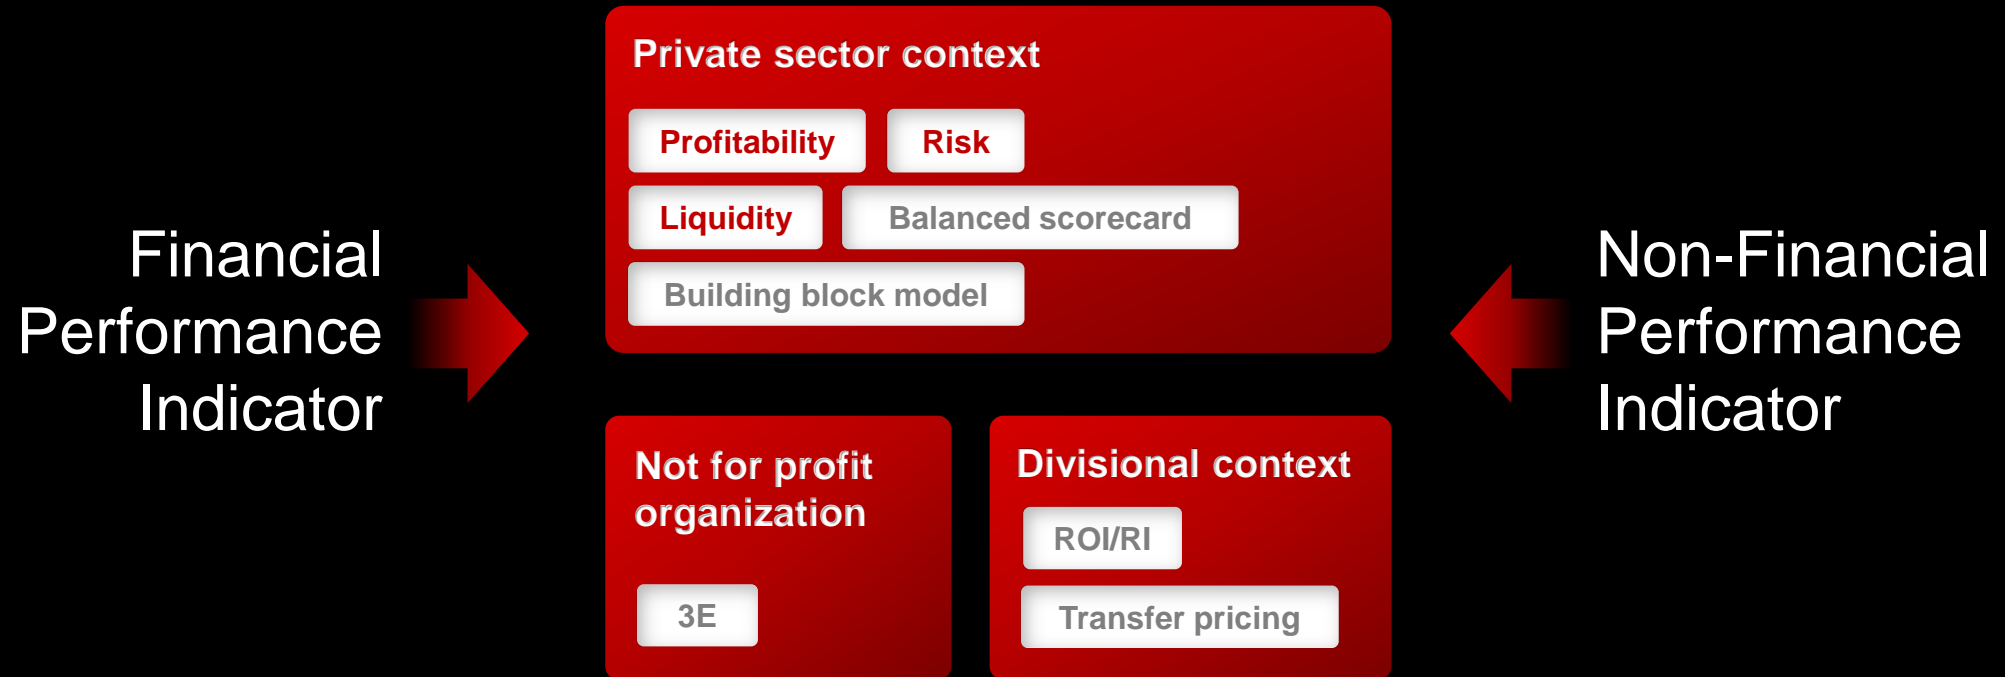 Financial
Performance
Indicator
Private sector context
Profitability
Risk
Liquidity
Balanced scorecard
Building block model
Not for profit
organization
3E
Divisional context
ROI/RI
Transfer pricing
Non-Financial
Performance
Indicator